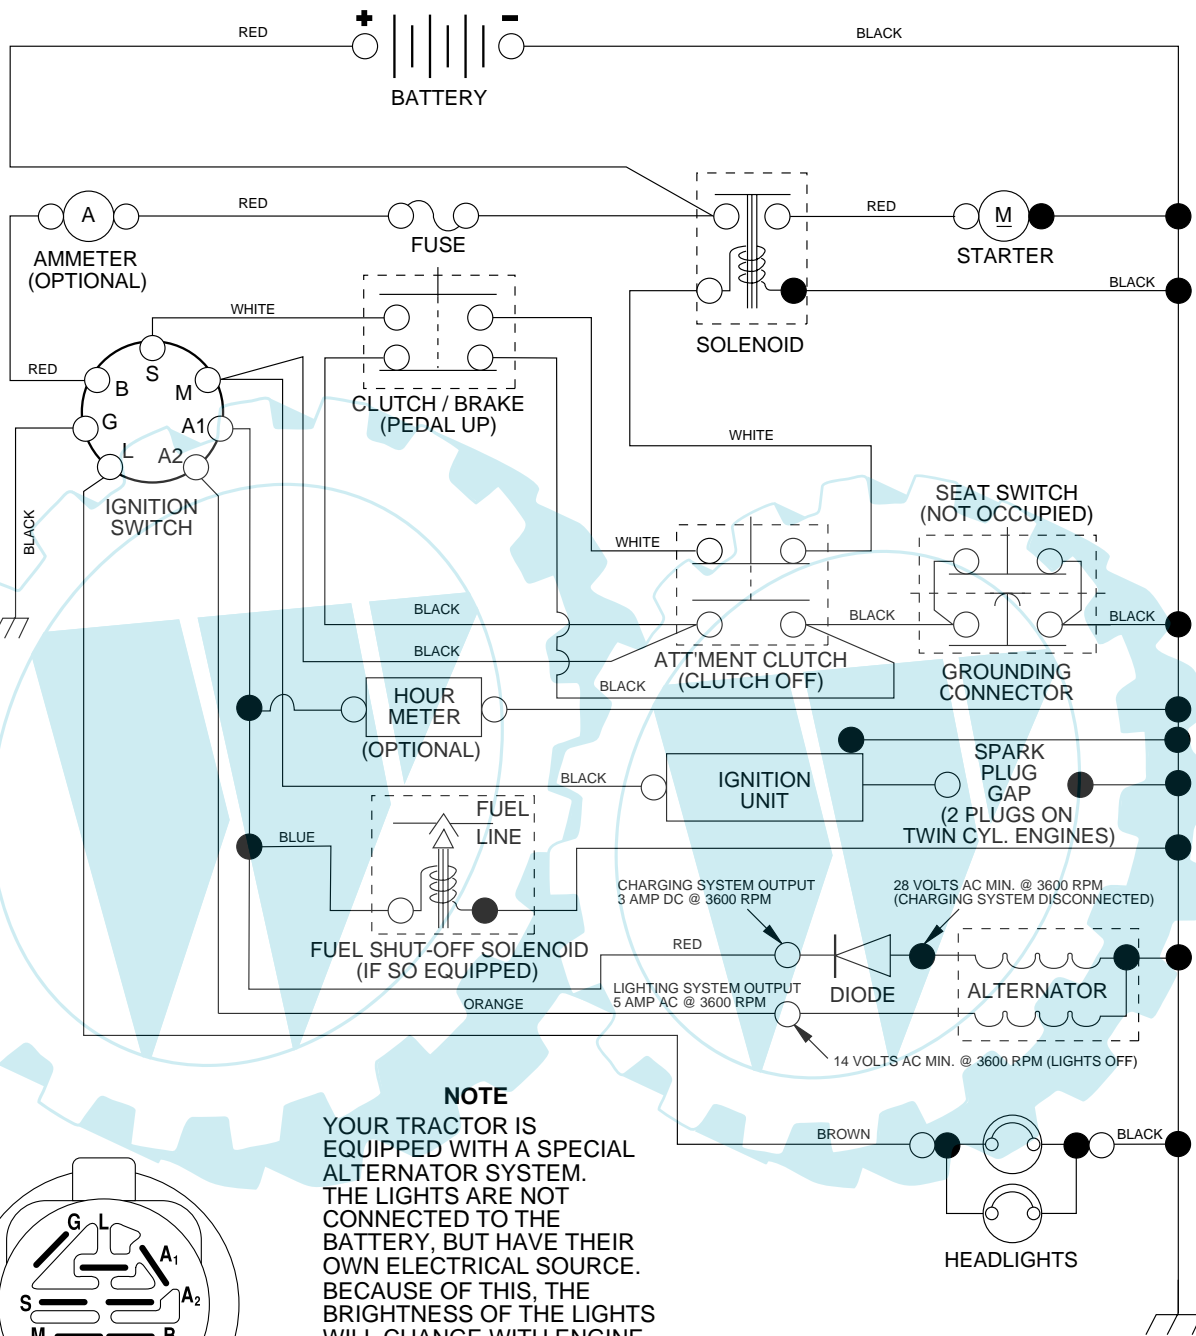 + -
RED
BLACK
BATTERY
A
RED
RED
M
FUSE
AMMETER
(OPTIONAL)
STARTER
BLACK
WHITE
SOLENOID
RED
S
B
M
CLUTCH / BRAKE
(PEDAL UP)
G
A1
WHITE
L
A2
IGNITION
SWITCH
SEAT SWITCH
(NOT OCCUPIED)
BLACK
WHITE
BLACK
BLACK
BLACK
BLACK
ATT'MENT CLUTCH
(CLUTCH OFF)
GROUNDING
CONNECTOR
BLACK
HOUR
METER
(OPTIONAL)
SPARK
PLUG
GAP
(2 PLUGS ON
TWIN CYL. ENGINES)
BLACK
IGNITION
UNIT
FUEL
LINE
BLUE
CHARGING SYSTEM OUTPUT
3 AMP DC @ 3600 RPM
28 VOLTS AC MIN. @ 3600 RPM
(CHARGING SYSTEM DISCONNECTED)
FUEL SHUT-OFF SOLENOID
(IF SO EQUIPPED)
RED
LIGHTING SYSTEM OUTPUT
5 AMP AC @ 3600 RPM
DIODE
ALTERNATOR
ORANGE
14 VOLTS AC MIN. @ 3600 RPM (LIGHTS OFF)
NOTE
YOUR TRACTOR IS
EQUIPPED WITH A SPECIAL
ALTERNATOR SYSTEM.
THE LIGHTS ARE NOT
CONNECTED TO THE
BATTERY, BUT HAVE THEIR
OWN ELECTRICAL SOURCE.
BECAUSE OF THIS, THE
BRIGHTNESS OF THE LIGHTS
WILL CHANGE WITH ENGINE
BROWN
BLACK
HEADLIGHTS
G L
A1
S
A2
M
B